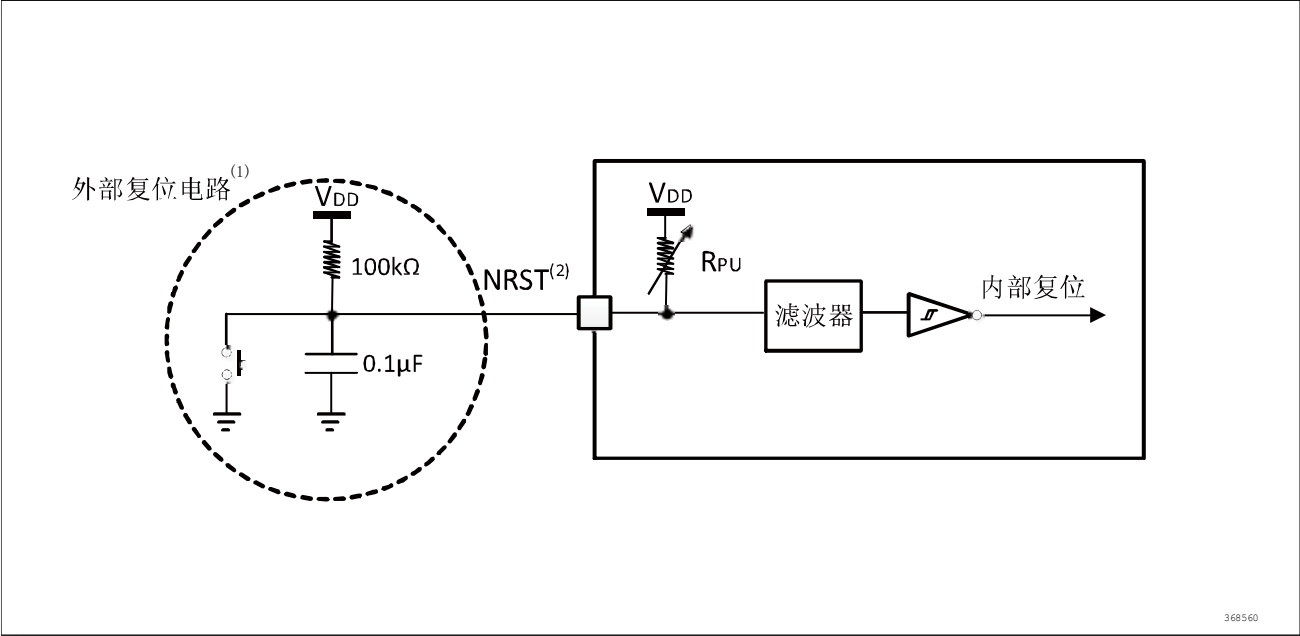 外部复位电路(1)
VDD
100kΩ
0.1μF
NRST(2)
VDD
RPU
滤波器
内部复位
368560